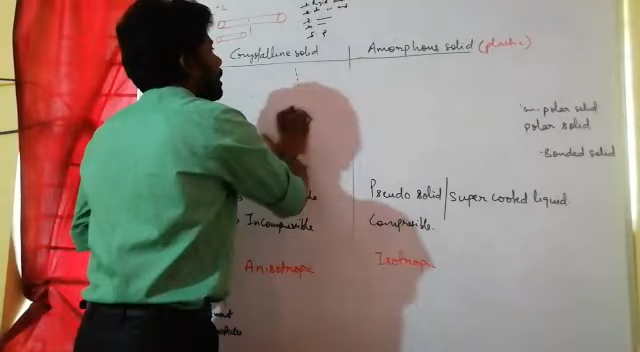 Crystalline solid
Amorphous solid (plastic)
polar solid
polar solid
-Bonded solid
Pseudo solid / Super cooked liquid
Incompressible
Compressible.
Anisotropic
Isotropic